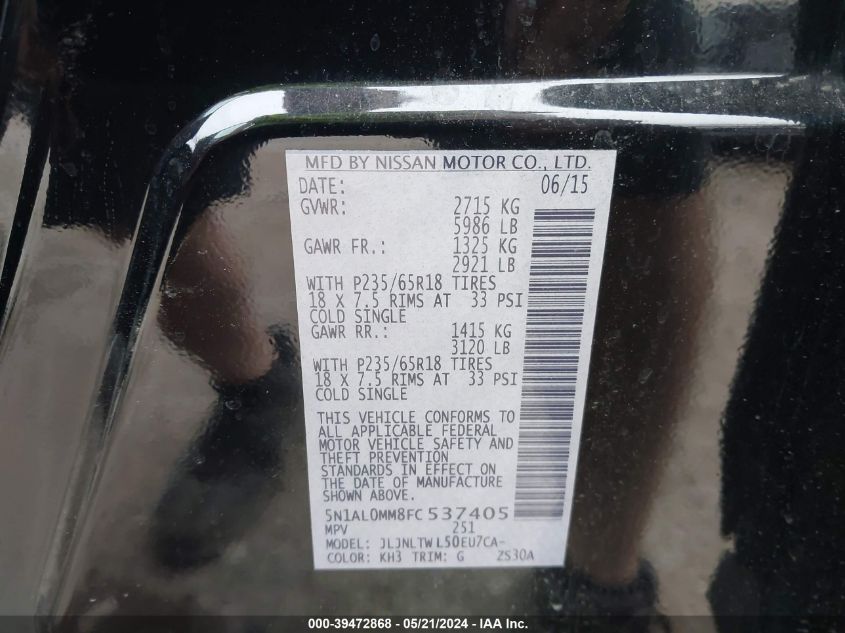 MFD BY NISSAN MOTOR CO., LTD.
DATE: 06/15
GVWR: 2715 KG
5986 LB
GAWR FR.: 1325 KG
2921 LB
WITH P235/65R18 TIRES
18 X 7.5 RIMS AT 33 PSI
COLD SINGLE
GAWR RR.: 1415 KG
3120 LB
WITH P235/65R18 TIRES
18 X 7.5 RIMS AT 33 PSI
COLD SINGLE
THIS VEHICLE CONFORMS TO
ALL APPLICABLE FEDERAL
MOTOR VEHICLE SAFETY AND
THEFT PREVENTION
STANDARDS IN EFFECT ON
THE DATE OF MANUFACTURE
SHOWN ABOVE.
5N1AL0MM8FC 537405
MPV 251
MODEL: JLJNLTW L50EU7CA-
COLOR: KH3 TRIM: G ZS30A
000-39472868 - 05/21/2024 - IAA Inc.